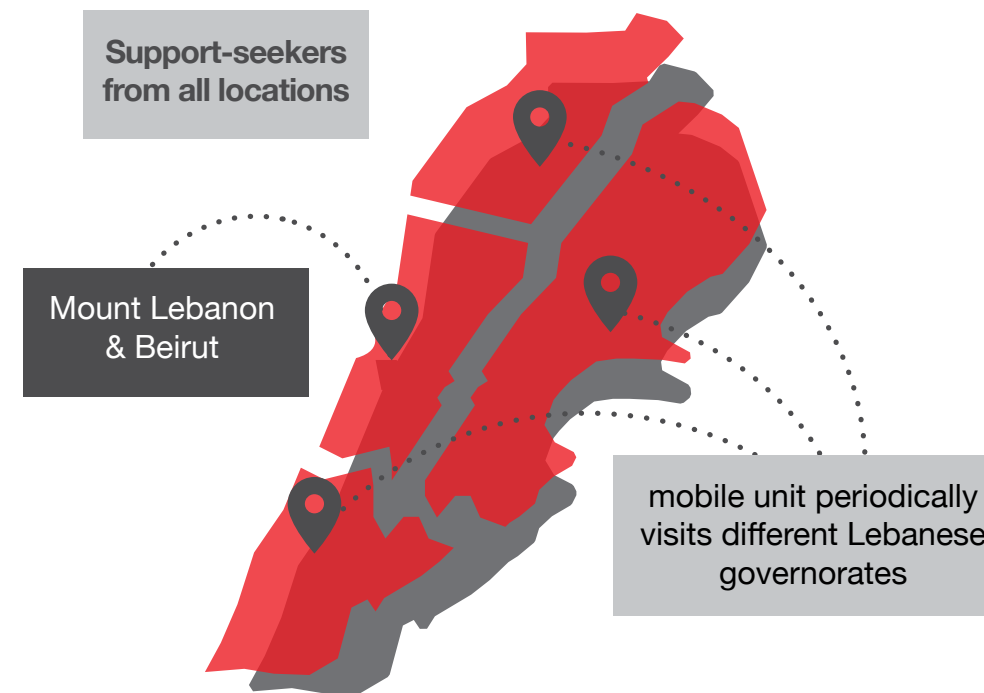 Support-seekers
from all locations
Mount Lebanon
& Beirut
mobile unit periodically
visits different Lebanese
governorates